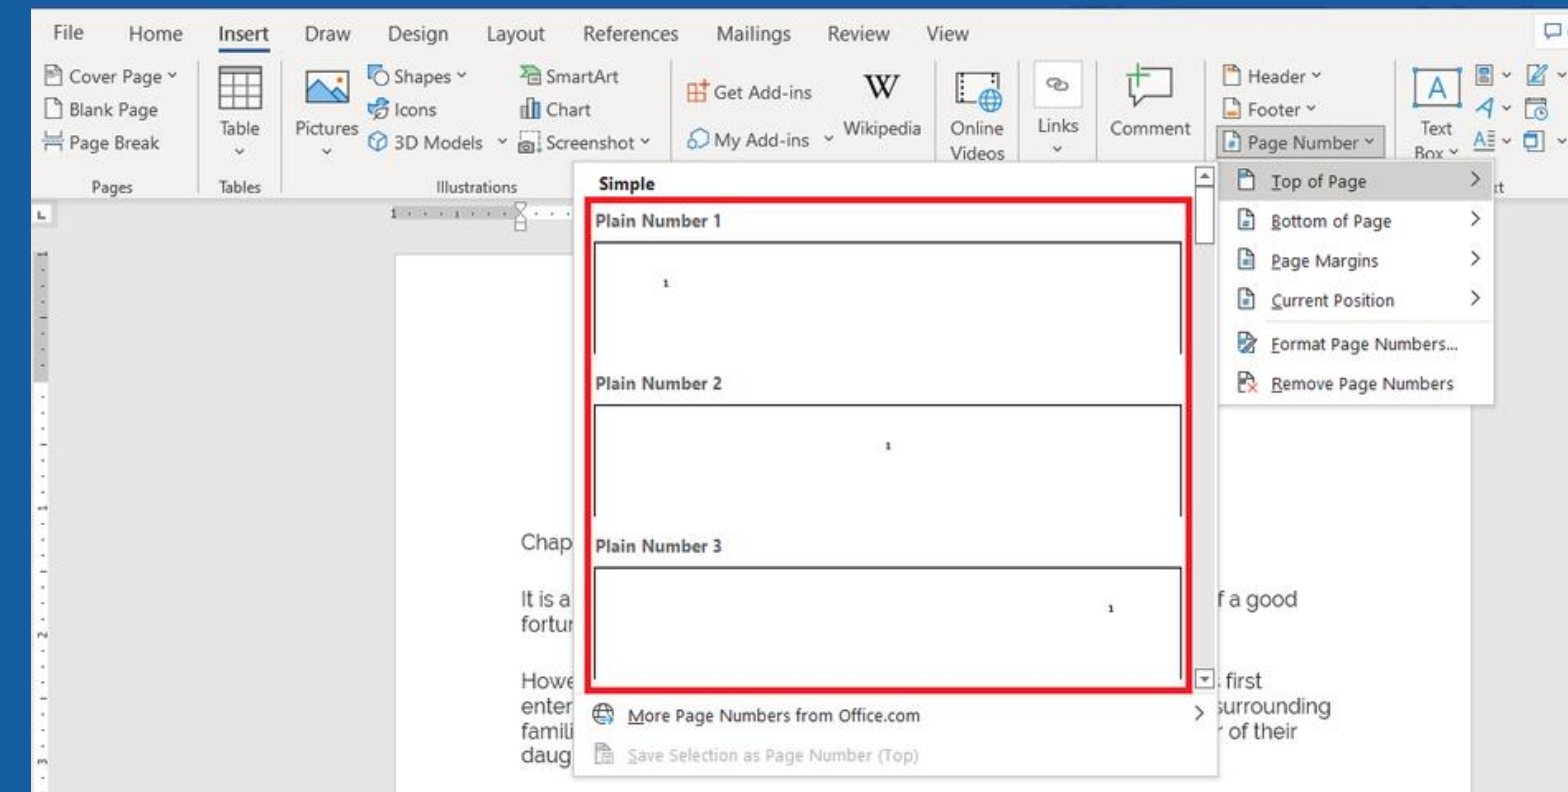 File Home Insert Draw Design Layout References Mailings Review View
Cover Page
Blank Page
Page Break
Pages
Table
Tables
Pictures
Shapes
Icons
3D Models
SmartArt
Chart
Screenshot
Illustrations
Get Add-ins
My Add-ins
W
Wikipedia
Online
Videos
Links
Comment
Header
Footer
Page Number
A
Text
Box
Top of Page
Bottom of Page
Page Margins
Current Position
Format Page Numbers...
Remove Page Numbers
Simple
Plain Number 1
1
Plain Number 2
1
Plain Number 3
1
More Page Numbers from Office.com
Save Selection as Page Number (Top)
Chap
It is a f a good
fortu
Howe first
enter surrounding
famili of their
daug